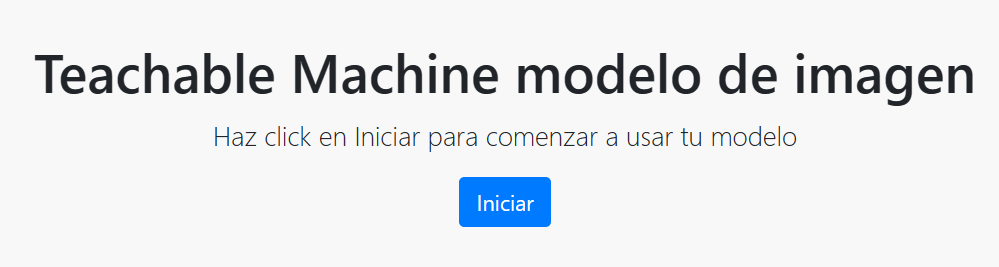 Teachable Machine modelo de imagen
Haz click en Iniciar para comenzar a usar tu modelo
Iniciar